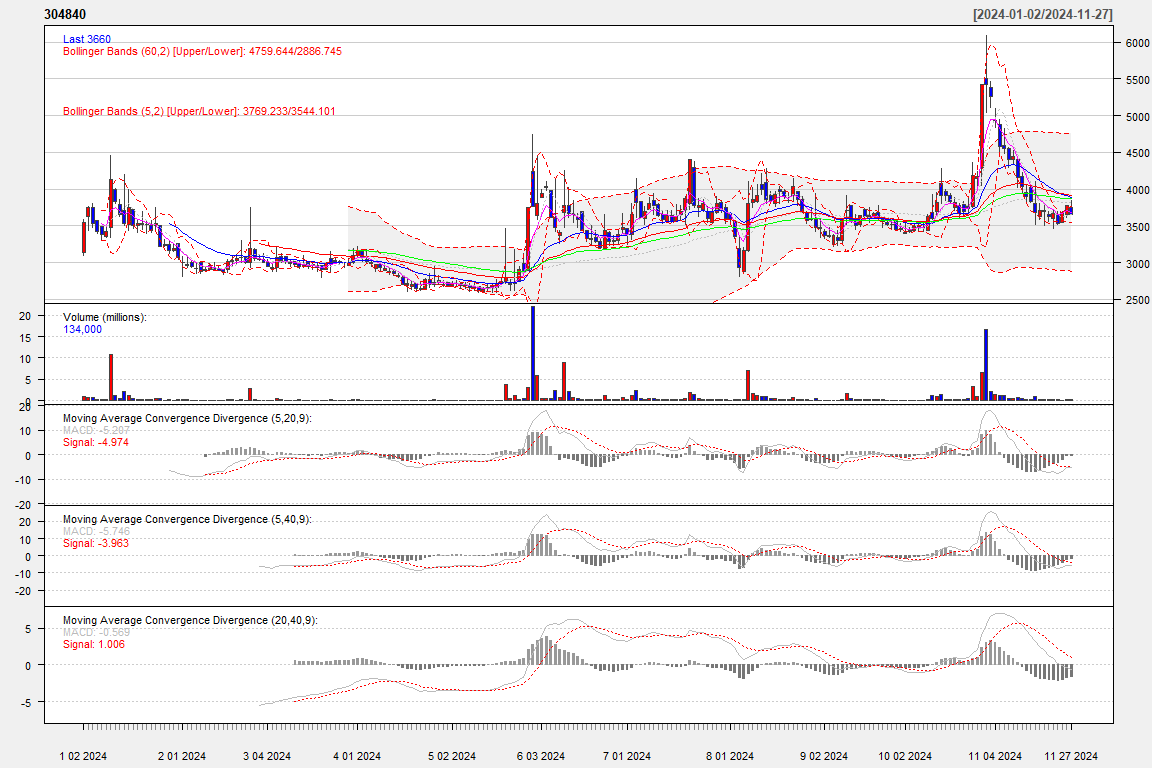 304840 [2024-01-02/2024-11-27]
Last 3660
Bollinger Bands (60,2) [Upper/Lower]: 4759.644/2886.745
Bollinger Bands (5,2) [Upper/Lower]: 3769.233/3544.101
6000
5500
5000
4500
4000
3500
3000
2500
Volume (millions):
134,000
20
15
10
5
0
Moving Average Convergence Divergence (5,20,9):
MACD: -5.207
Signal: -4.974
20
10
0
-10
-20
Moving Average Convergence Divergence (5,40,9):
MACD: -5.746
Signal: -3.963
20
10
0
-10
-20
Moving Average Convergence Divergence (20,40,9):
MACD: -0.569
Signal: 1.006
5
0
-5
1 02 2024 2 01 2024 3 04 2024 4 01 2024 5 02 2024 6 03 2024 7 01 2024 8 01 2024 9 02 2024 10 02 2024 11 04 2024 11 27 2024